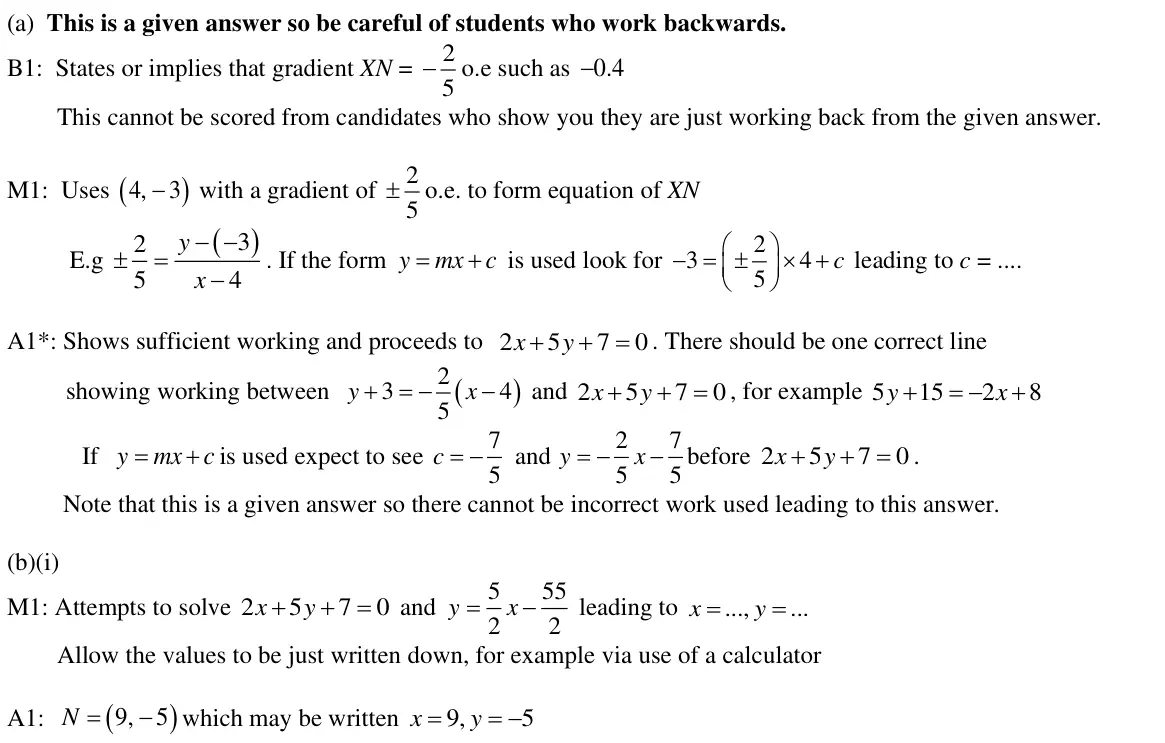 (a) This is a given answer so be careful of students who work backwards.
B1: States or implies that gradient XN = −2/5 o.e such as −0.4
This cannot be scored from candidates who show you they are just working back from the given answer.
M1: Uses (4, −3) with a gradient of ±2/5 o.e. to form equation of XN
E.g ±2/5 = (y−(−3))/(x−4). If the form y = mx + c is used look for −3 = (±2/5) × 4 + c leading to c = ....
A1*: Shows sufficient working and proceeds to 2x + 5y + 7 = 0. There should be one correct line
showing working between y + 3 = −2/5(x − 4) and 2x + 5y + 7 = 0, for example 5y + 15 = −2x + 8
If y = mx + c is used expect to see c = −7/5 and y = −2/5x − 7/5 before 2x + 5y + 7 = 0.
Note that this is a given answer so there cannot be incorrect work used leading to this answer.
(b)(i)
M1: Attempts to solve 2x + 5y + 7 = 0 and y = 5/2x − 55/2 leading to x = ..., y = ...
Allow the values to be just written down, for example via use of a calculator
A1: N = (9, −5) which may be written x = 9, y = −5